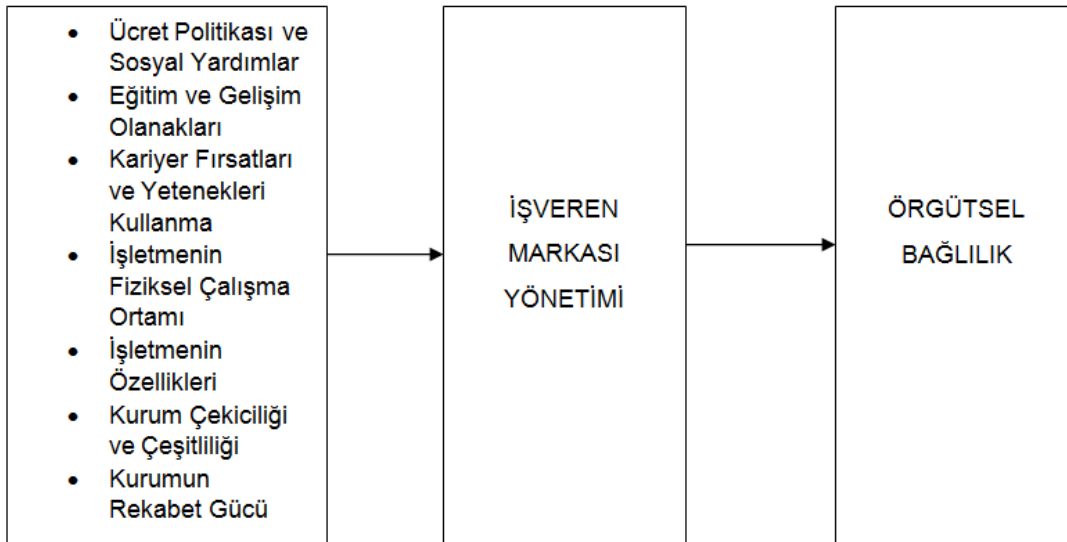 • Ücret Politikası ve
Sosyal Yardımlar
• Eğitim ve Gelişim
Olanakları
• Kariyer Fırsatları
ve Yetenekleri
Kullanma
• İşletmenin
Fiziksel Çalışma
Ortamı
• İşletmenin
Özellikleri
• Kurum Çekiciliği
ve Çeşitliliği
• Kurumun
Rekabet Gücü
İŞVEREN
MARKASI
YÖNETİMİ
ÖRGÜTSEL
BAĞLILIK